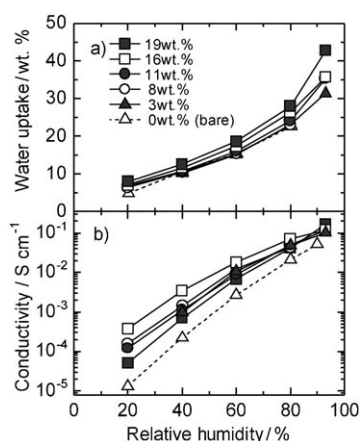 50
40
30
20
10
0
Water uptake/wt. %
a)
19wt.%
16wt.%
11wt.%
8wt.%
3wt.%
0wt.% (bare)
10-1
10-2
10-3
10-4
10-5
Conductivity / S cm-1
b)
0 20 40 60 80 100
Relative humidity/%